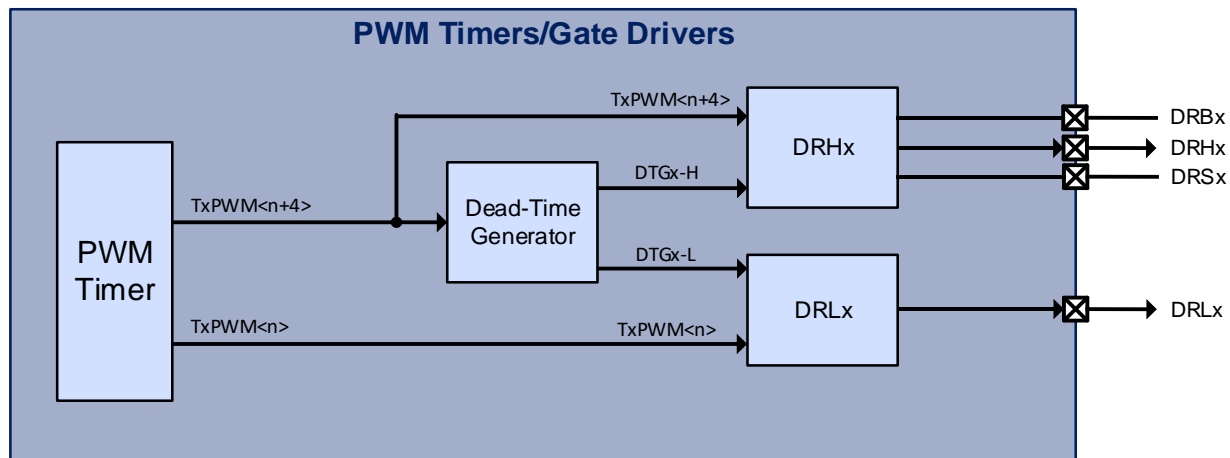 PWM Timers/Gate Drivers
TxPWM<n+4>
DRHx
DRBx
DRHx
DRSx
DTGx-H
TxPWM<n+4>
Dead-Time
Generator
PWM
Timer
DTGx-L
DRLx
DRLx
TxPWM<n>
TxPWM<n>